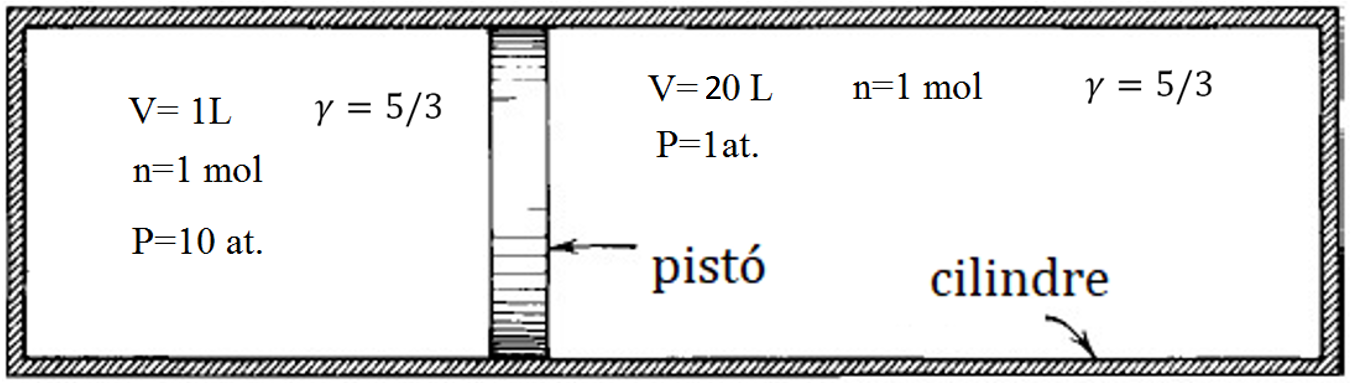 V= 1L γ = 5/3
n=1 mol
P=10 at.
V= 20 L n=1 mol γ = 5/3
P=1at.
pistó
cilindre